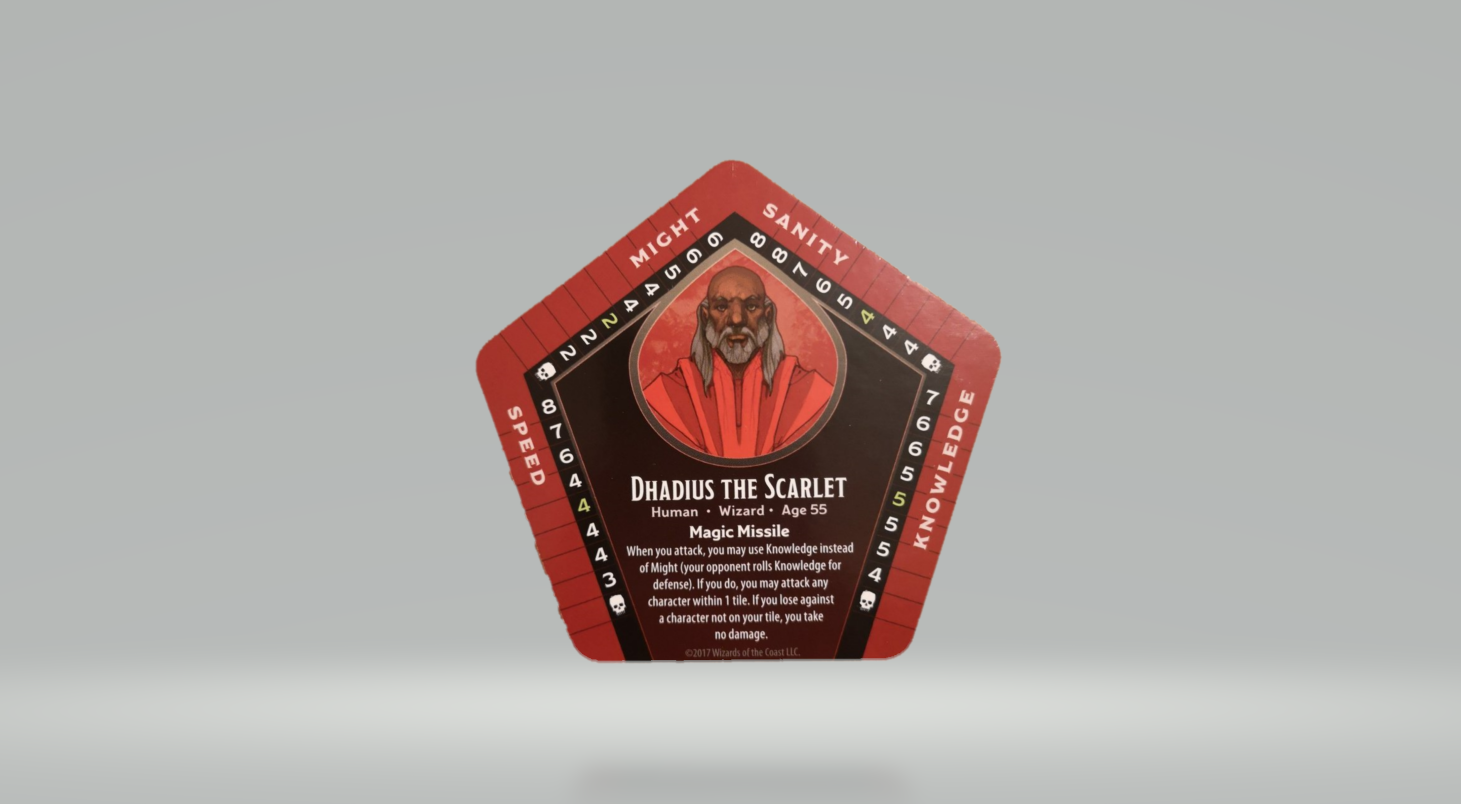 MIGHT
2 2 2 4 4 5 6 6
SANITY
8 8 7 6 5 4 4 4
SPEED
8 7 6 4 4 4 4 3
KNOWLEDGE
7 6 6 5 5 5 5 4
DHADIUS THE SCARLET
Human • Wizard • Age 55
Magic Missile
When you attack, you may use Knowledge instead
of Might (your opponent rolls Knowledge for
defense). If you do, you may attack any
character within 1 tile. If you lose against
a character not on your tile, you take
no damage.
©2017 Wizards of the Coast LLC.